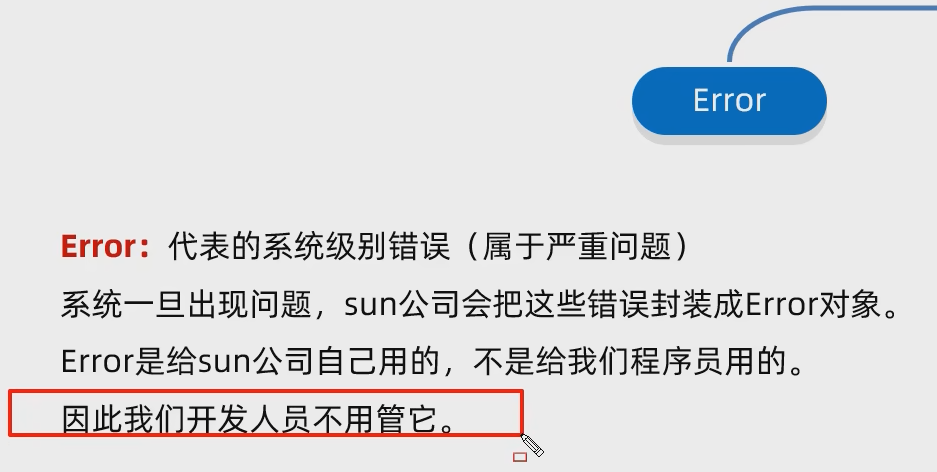 Error
Error：代表的系统级别错误（属于严重问题）
系统一旦出现问题，sun公司会把这些错误封装成Error对象。
Error是给sun公司自己用的，不是给我们程序员用的。
因此我们开发人员不用管它。